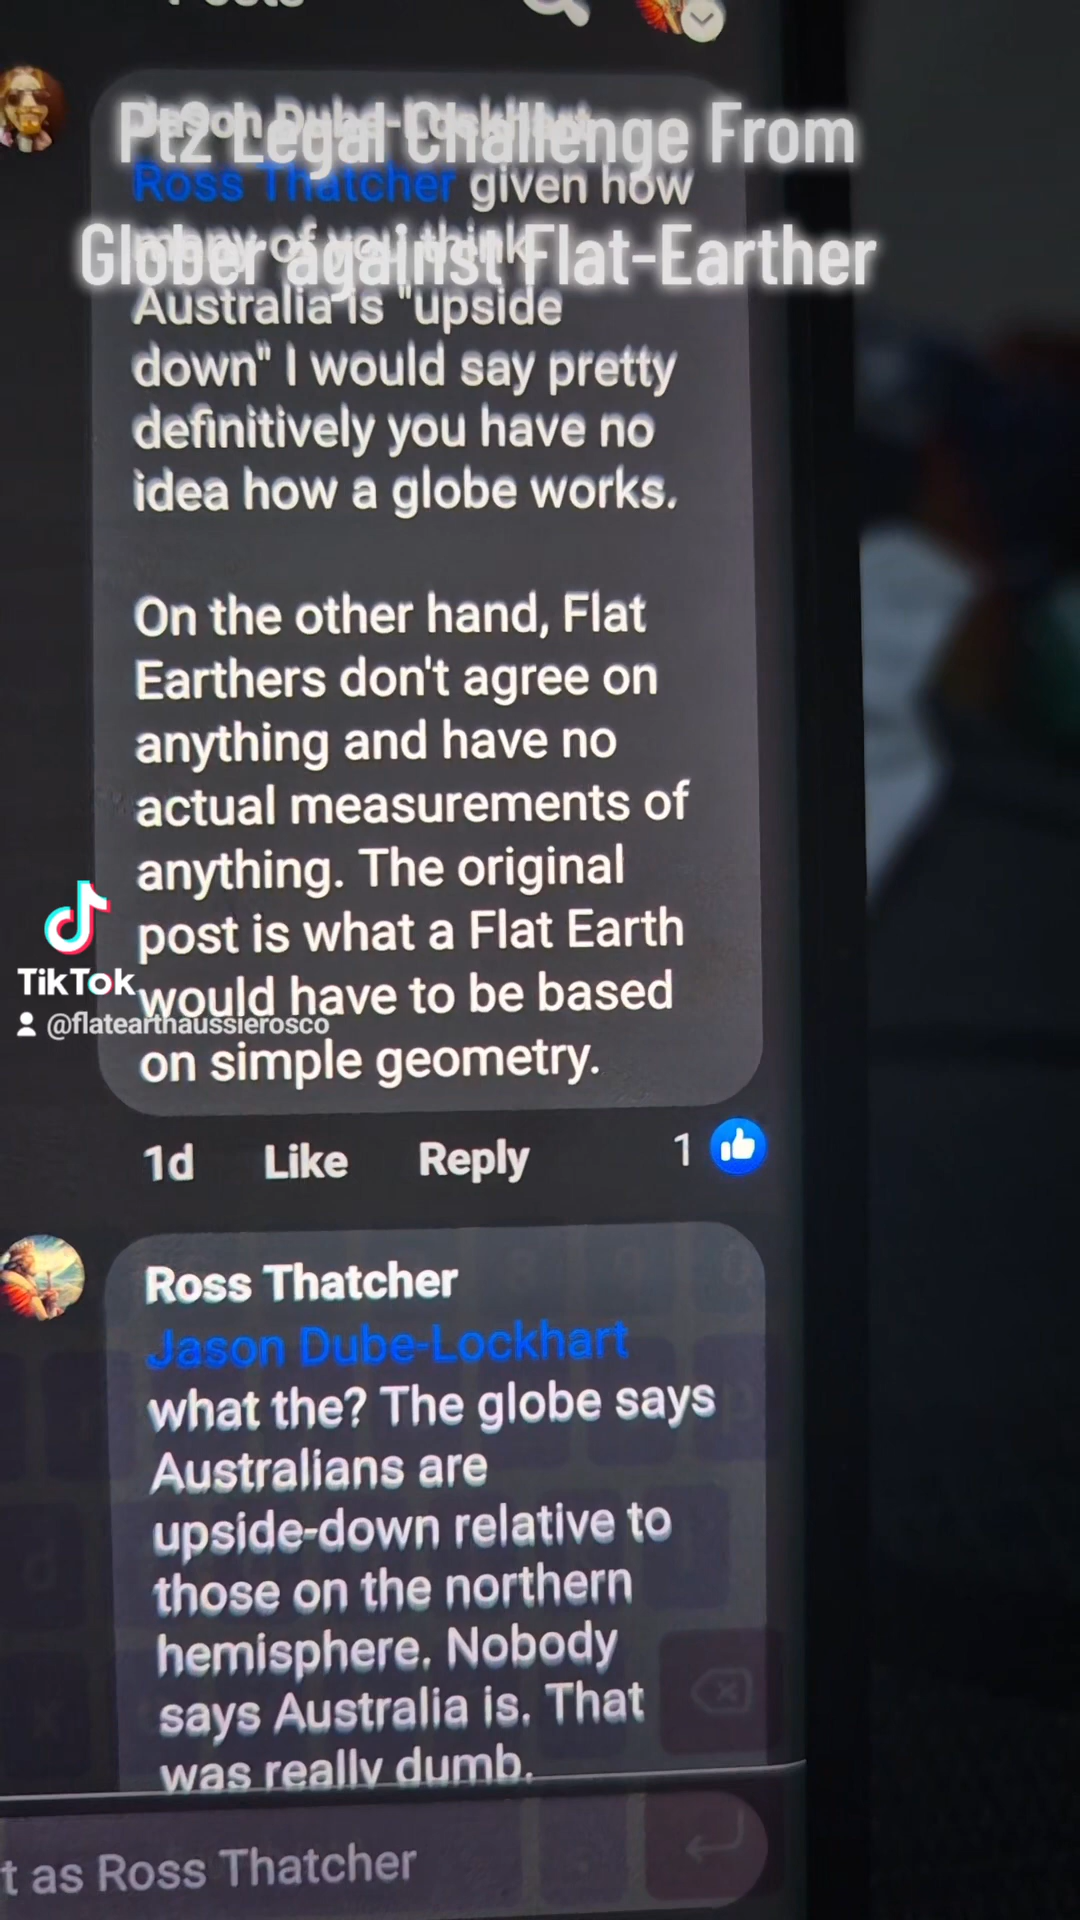 Posts
Pt2 Legal Challenge From
Glober against Flat-Earther
Jason Dube-Lockhart
Ross Thatcher given how
many of you think
Australia is "upside
down" I would say pretty
definitively you have no
idea how a globe works.
On the other hand, Flat
Earthers don't agree on
anything and have no
actual measurements of
anything. The original
post is what a Flat Earth
would have to be based
on simple geometry.
TikTok
@flatearthaussierosco
1d Like Reply 1
Ross Thatcher
Jason Dube-Lockhart
what the? The globe says
Australians are
upside-down relative to
those on the northern
hemisphere. Nobody
says Australia is. That
was really dumb.
t as Ross Thatcher